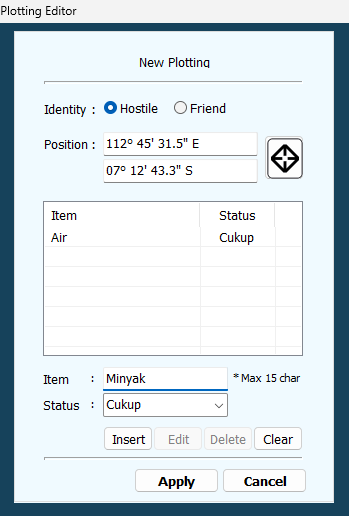 Plotting Editor
New Plotting
Identity : Hostile Friend
Position : 112° 45' 31.5" E
07° 12' 43.3" S
Item Status
Air Cukup
Item : Minyak * Max 15 char
Status : Cukup
Insert Edit Delete Clear
Apply Cancel